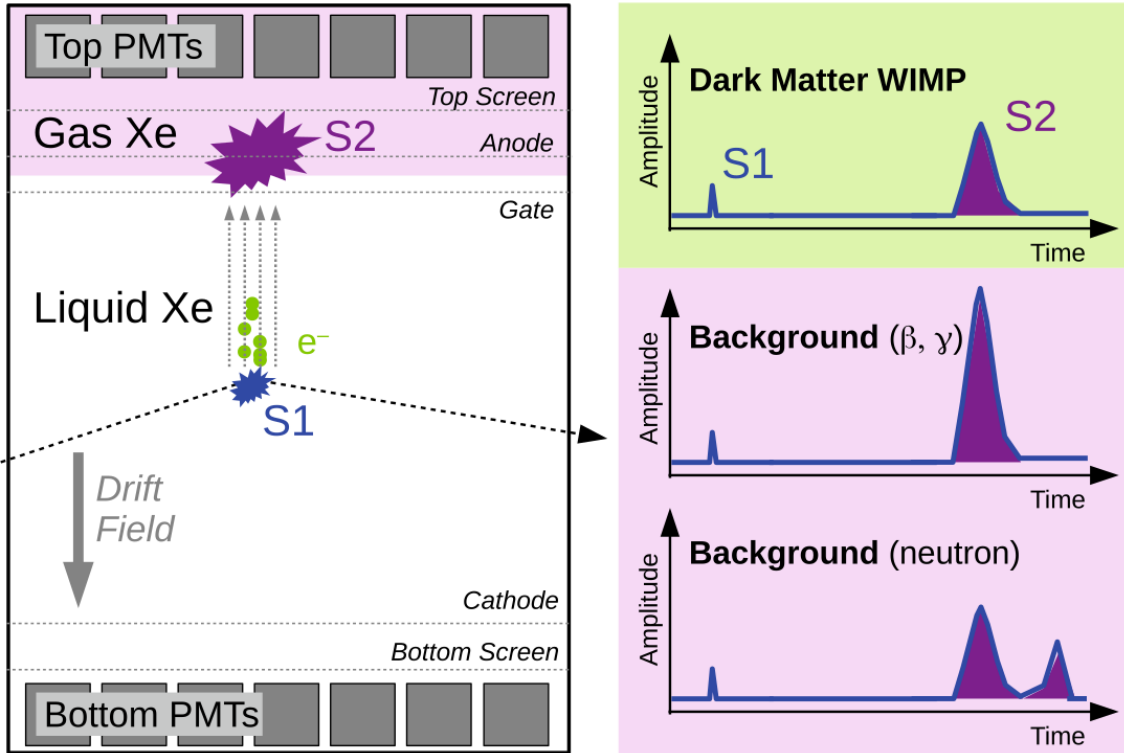 Top PMTs
Top Screen
Gas Xe
S2
Anode
Gate
Liquid Xe
e⁻
S1
Drift
Field
Cathode
Bottom Screen
Bottom PMTs
Amplitude
Dark Matter WIMP
S1
S2
Time
Amplitude
Background (β, γ)
Time
Amplitude
Background (neutron)
Time